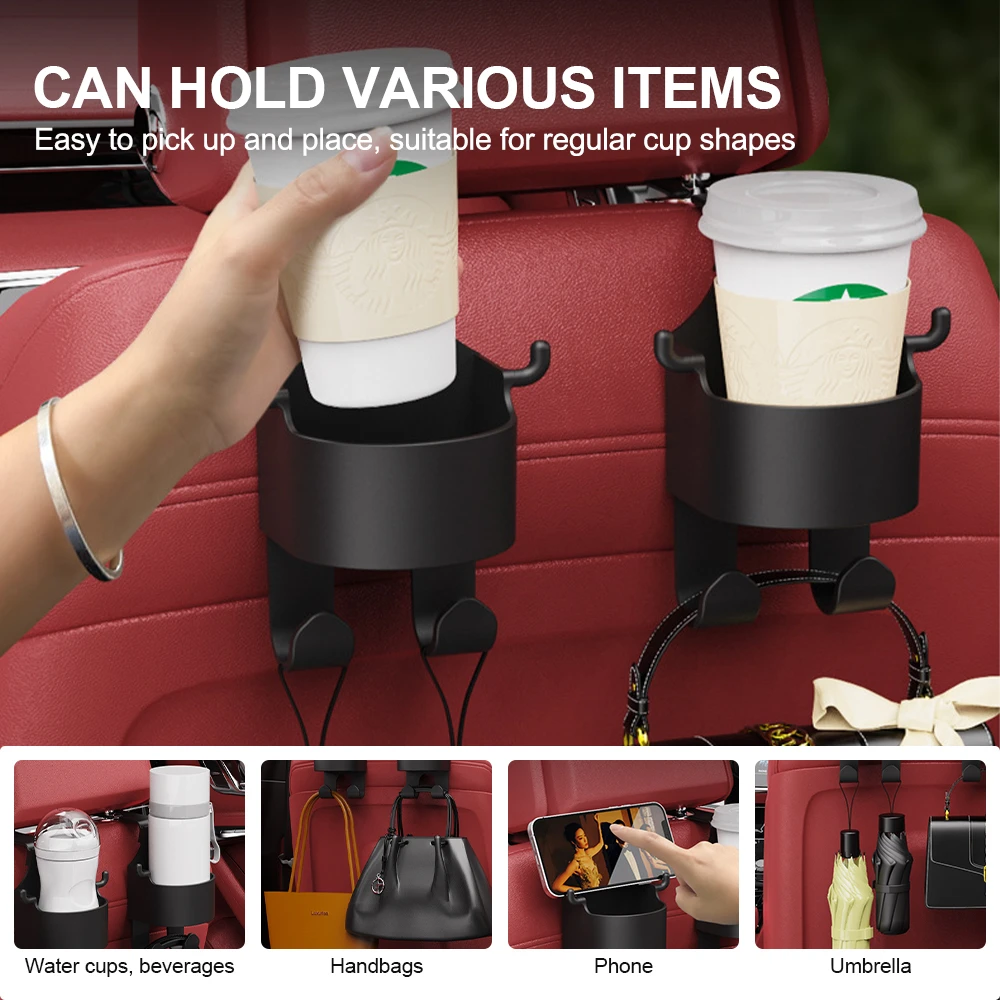 CAN HOLD VARIOUS ITEMS
Easy to pick up and place, suitable for regular cup shapes
Water cups, beverages
Handbags
Phone
Umbrella